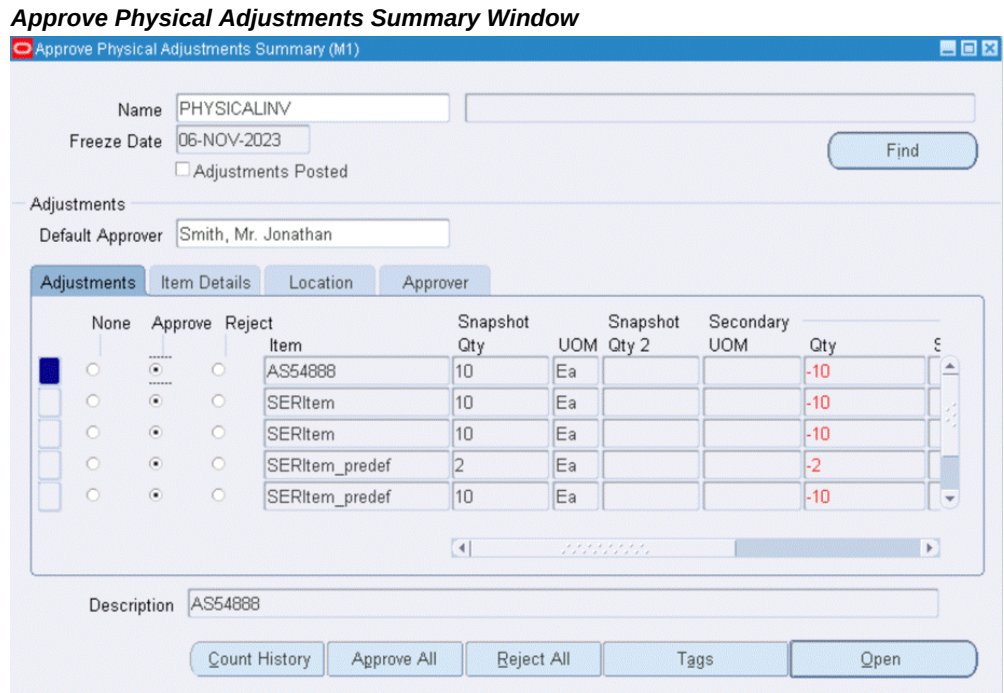 Approve Physical Adjustments Summary Window
Approve Physical Adjustments Summary (M1)
Name PHYSICALINV
Freeze Date 06-NOV-2023
Find
Adjustments Posted
Adjustments
Default Approver Smith, Mr. Jonathan
Adjustments Item Details Location Approver
None Approve Reject Snapshot Snapshot Secondary
Item Qty UOM Qty 2 UOM Qty
AS54888 10 Ea -10
SERItem 10 Ea -10
SERItem 10 Ea -10
SERItem_predef 2 Ea -2
SERItem_predef 10 Ea -10
Description AS54888
Count History Approve All Reject All Tags Open